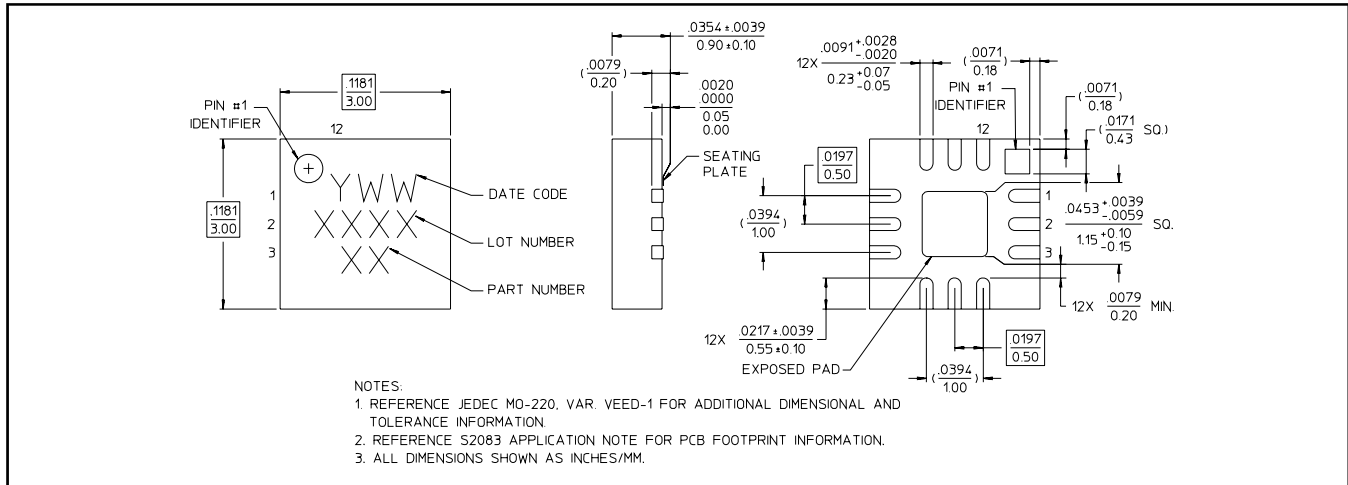 .1181
3.00
PIN #1
IDENTIFIER
12
.1181
3.00
1
2
3
YWW
XXXX
XX
DATE CODE
LOT NUMBER
PART NUMBER
.0354 ±.0039
0.90 ±0.10
(.0079
0.20)
.0020
.0000
0.05
0.00
SEATING
PLATE
12X .0091 +.0028 -.0020
0.23 +0.07 -0.05
(.0071
0.18)
PIN #1
IDENTIFIER
12
(.0071
0.18)
(.0171
0.43 SQ.)
.0197
0.50
(.0394
1.00)
1
2
3
.0453 +.0039 -.0059 SQ.
1.15 +0.10 -0.15
12X .0079 MIN.
0.20
12X .0217 ±.0039
0.55 ±0.10
EXPOSED PAD
(.0394
1.00)
.0197
0.50
NOTES:
1. REFERENCE JEDEC MO-220, VAR. VEED-1 FOR ADDITIONAL DIMENSIONAL AND
TOLERANCE INFORMATION.
2. REFERENCE S2083 APPLICATION NOTE FOR PCB FOOTPRINT INFORMATION.
3. ALL DIMENSIONS SHOWN AS INCHES/MM.